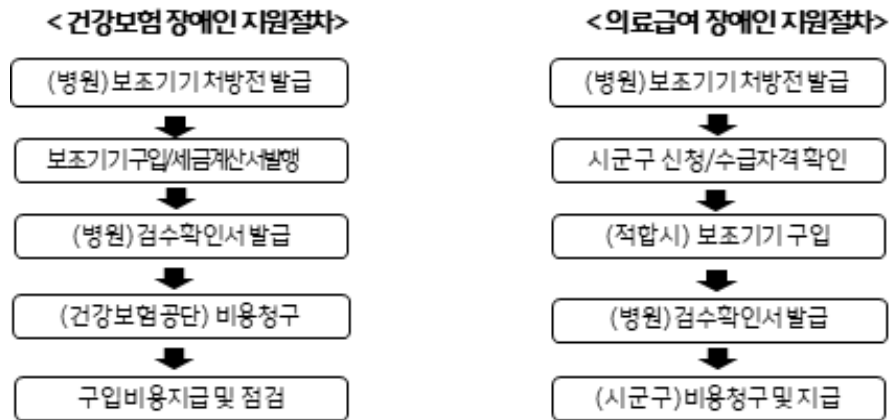 <건강보험 장애인 지원절차>
(병원)보조기기 처방전 발급
보조기기구입/세금계산서발행
(병원)검수확인서 발급
(건강보험공단) 비용청구
구입비용지급 및 점검
<의료급여 장애인 지원절차>
(병원)보조기기 처방전 발급
시군구 신청/수급자격 확인
(적합시) 보조기기 구입
(병원)검수확인서 발급
(시군구)비용청구 및 지급